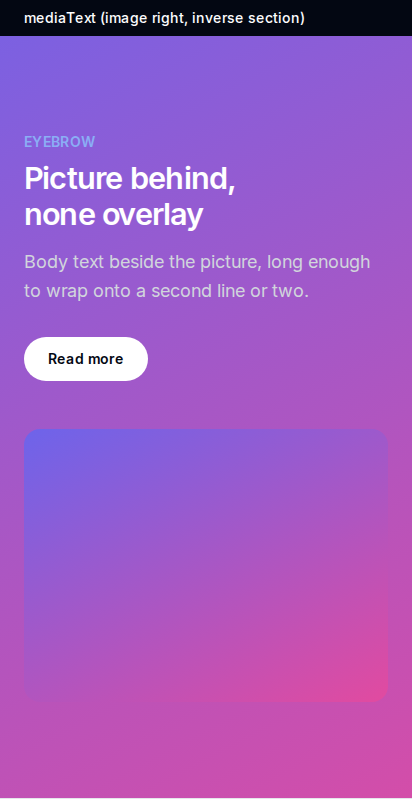 mediaText (image right, inverse section)
EYEBROW
Picture behind,
none overlay
Body text beside the picture, long enough
to wrap onto a second line or two.
Read more